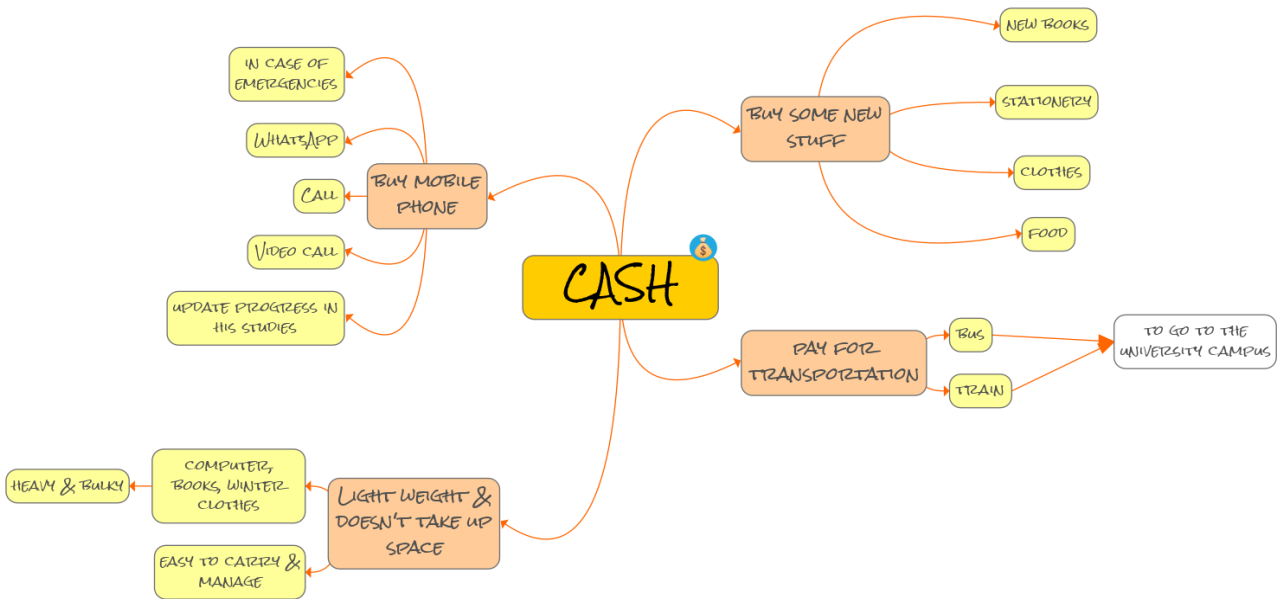 CASH
BUY MOBILE
PHONE
IN CASE OF
EMERGENCIES
WHATSAPP
CALL
VIDEO CALL
UPDATE PROGRESS IN
HIS STUDIES
BUY SOME NEW
STUFF
NEW BOOKS
STATIONERY
CLOTHES
FOOD
PAY FOR
TRANSPORTATION
BUS
TRAIN
TO GO TO THE
UNIVERSITY CAMPUS
LIGHT WEIGHT &
DOESN'T TAKE UP
SPACE
COMPUTER,
BOOKS, WINTER
CLOTHES
HEAVY & BULKY
EASY TO CARRY &
MANAGE